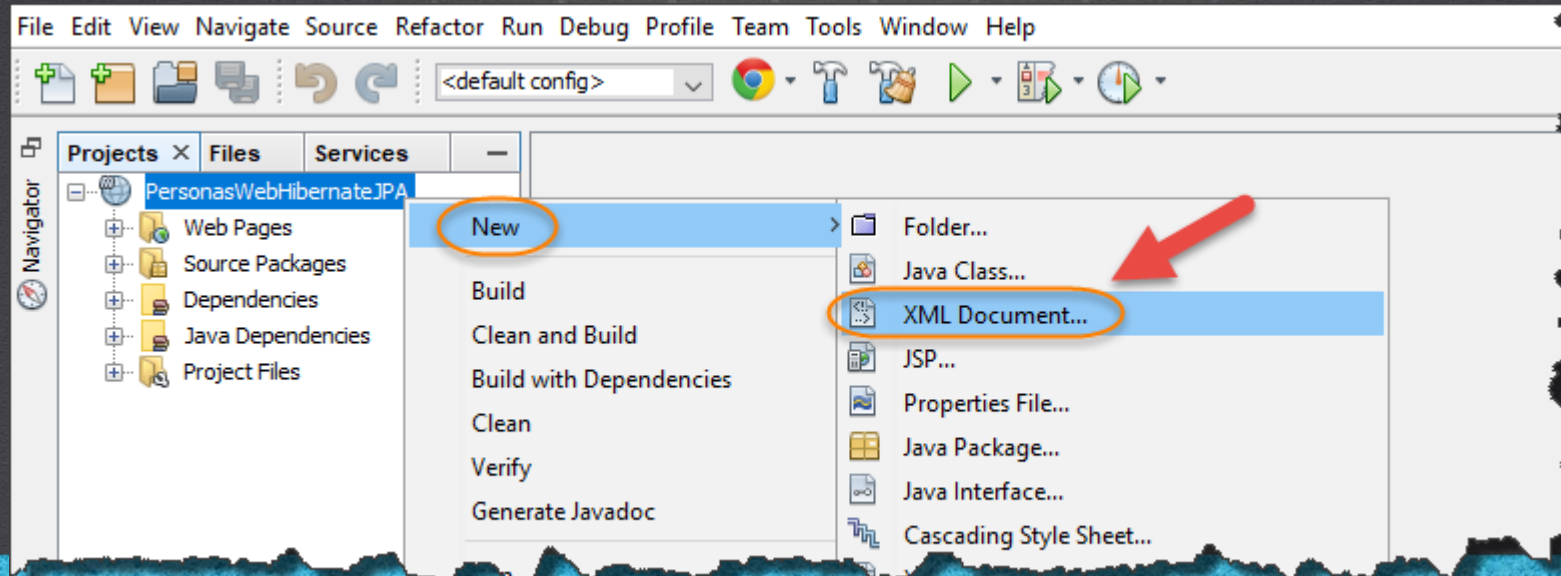 File Edit View Navigate Source Refactor Run Debug Profile Team Tools Window Help
<default config>
Projects Files Services
Navigator
PersonasWebHibernateJPA
Web Pages
Source Packages
Dependencies
Java Dependencies
Project Files
New
Build
Clean and Build
Build with Dependencies
Clean
Verify
Generate Javadoc
Folder...
Java Class...
XML Document...
JSP...
Properties File...
Java Package...
Java Interface...
Cascading Style Sheet...